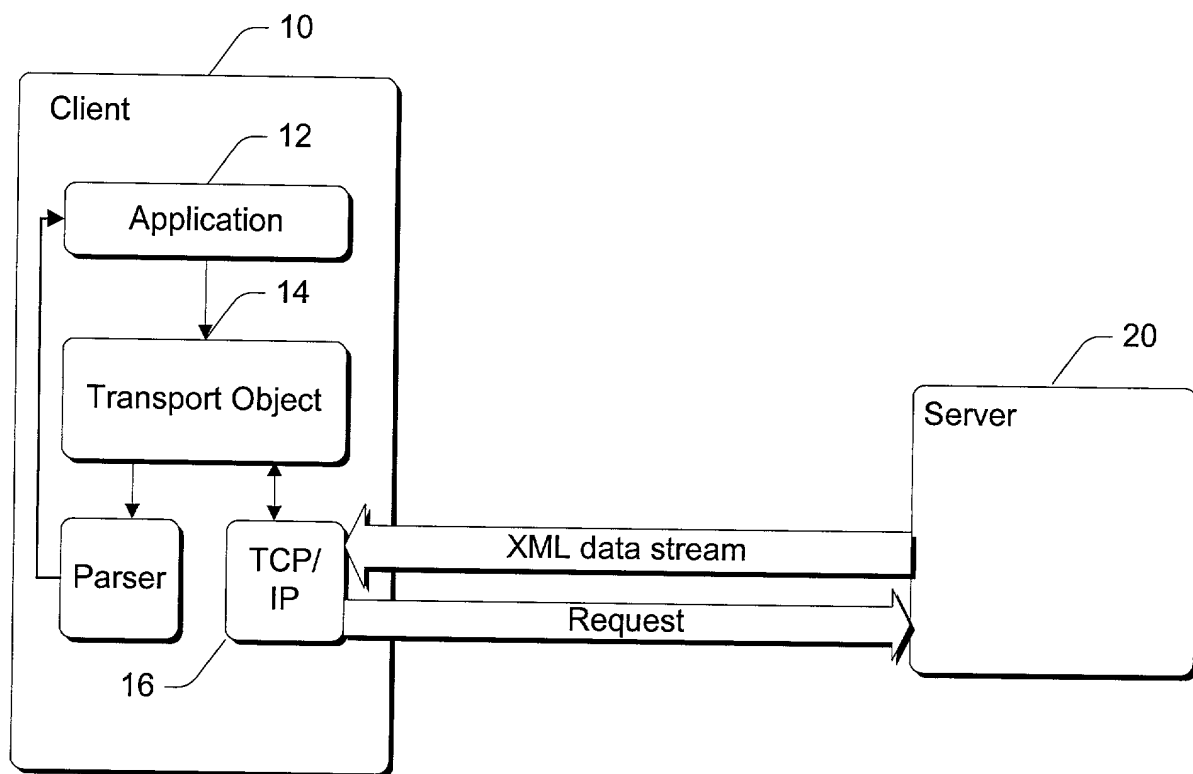 10
Client
12
Application
14
Transport Object
20
Server
Parser
TCP/
IP
XML data stream
Request
16